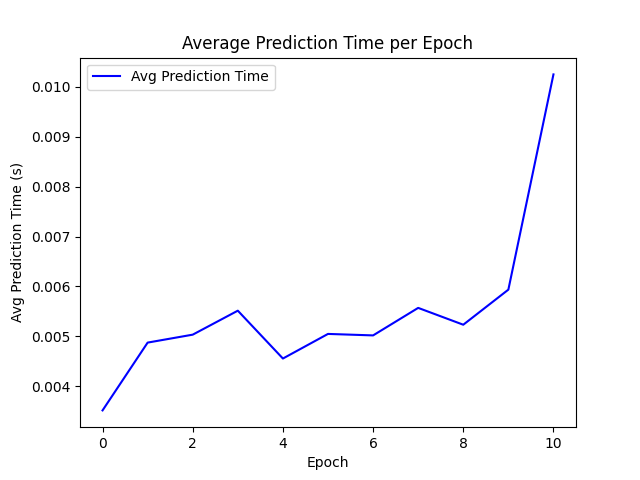 Average Prediction Time per Epoch
Avg Prediction Time
Avg Prediction Time (s)
0.010
0.009
0.008
0.007
0.006
0.005
0.004
0 2 4 6 8 10
Epoch